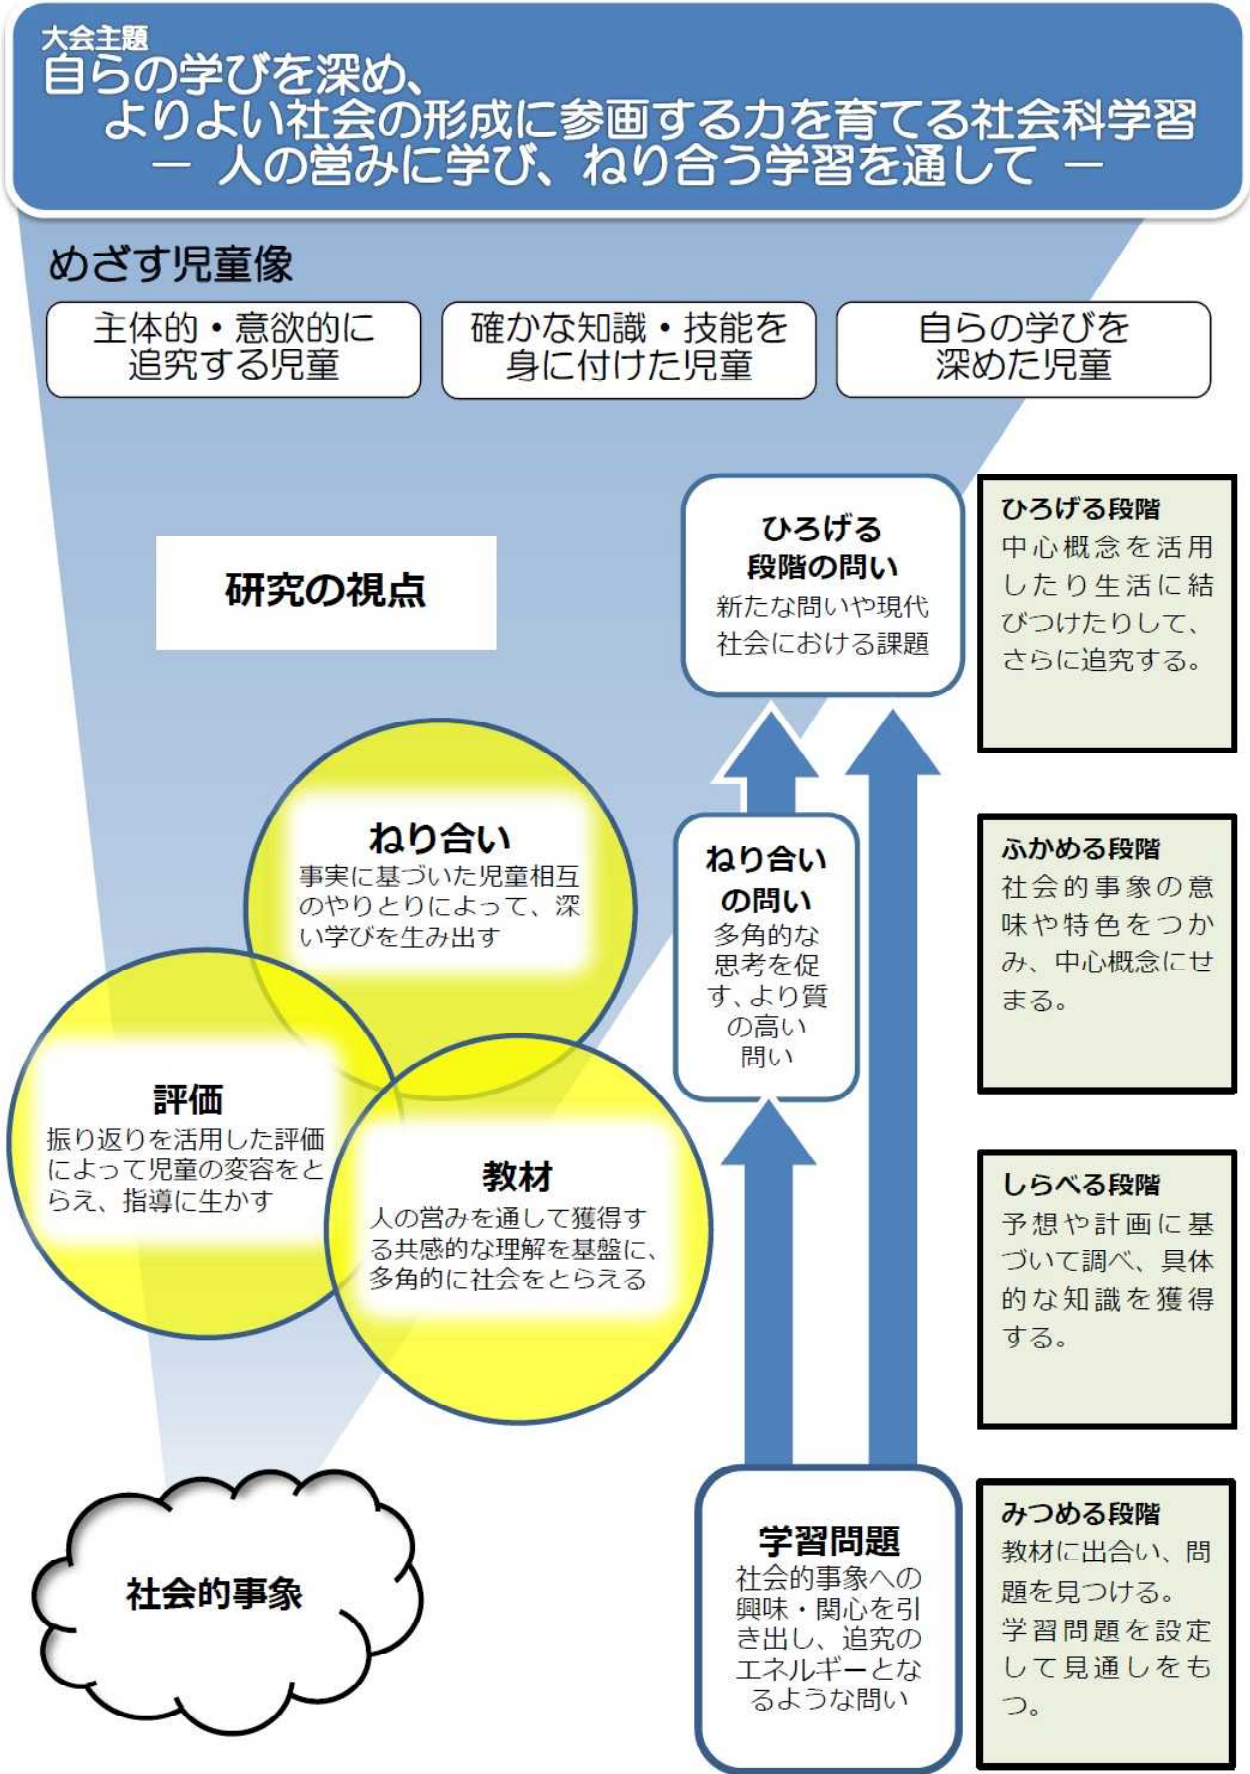 大会主題
自らの学びを深め、
よりよい社会の形成に参画する力を育てる社会科学習
― 人の営みに学び、ねり合う学習を通して ―
めざす児童像
主体的・意欲的に
追究する児童
確かな知識・技能を
身に付けた児童
自らの学びを
深めた児童
研究の視点
ねり合い
事実に基づいた児童相互
のやりとりによって、深
い学びを生み出す
評価
振り返りを活用した評価
によって児童の変容をと
らえ、指導に生かす
教材
人の営みを通して獲得す
る共感的な理解を基盤に、
多角的に社会をとらえる
社会的事象
ひろげる
段階の問い
新たな問いや現代
社会における課題
ねり合い
の問い
多角的な
思考を促
す、より質
の高い
問い
学習問題
社会的事象への
興味・関心を引
き出し、追究の
エネルギーとな
るような問い
ひろげる段階
中心概念を活用
したり生活に結
びつけたりして、
さらに追究する。
ふかめる段階
社会的事象の意
味や特色をつか
み、中心概念にせ
まる。
しらべる段階
予想や計画に基
づいて調べ、具体
的な知識を獲得
する。
みつめる段階
教材に出合い、問
題を見つける。
学習問題を設定
して見通しをも
つ。